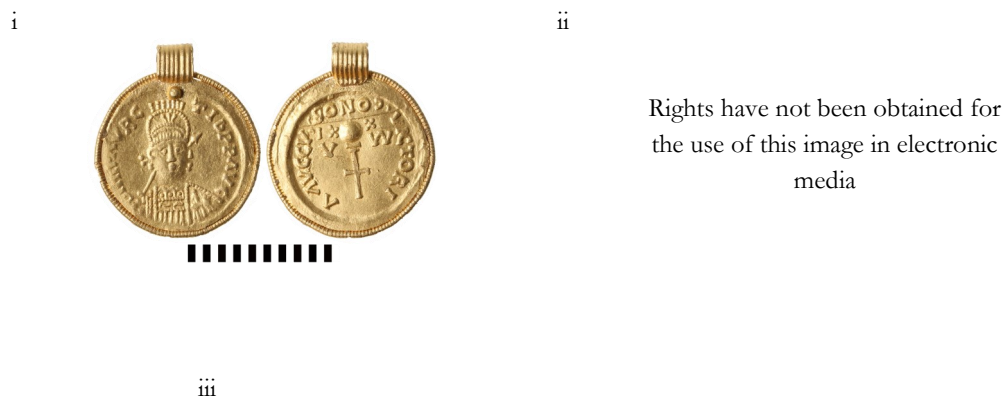 i
ii
Rights have not been obtained for
the use of this image in electronic
media
iii